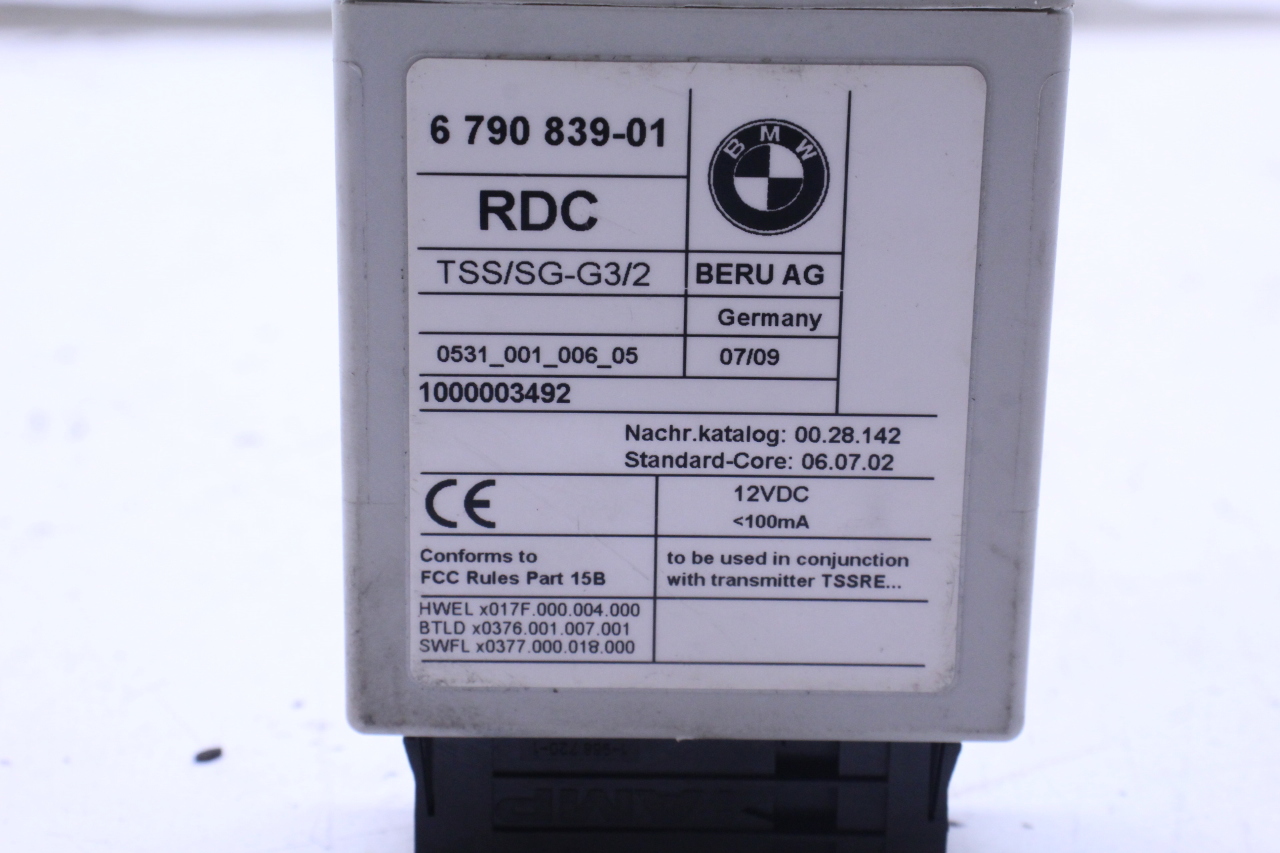 6 790 839-01
BMW
RDC
TSS/SG-G3/2
BERU AG
Germany
0531_001_006_05
07/09
1000003492
Nachr.katalog: 00.28.142
Standard-Core: 06.07.02
CE
12VDC
<100mA
Conforms to
FCC Rules Part 15B
to be used in conjunction
with transmitter TSSRE...
HWEL x017F.000.004.000
BTLD x0376.001.007.001
SWFL x0377.000.018.000
AMP